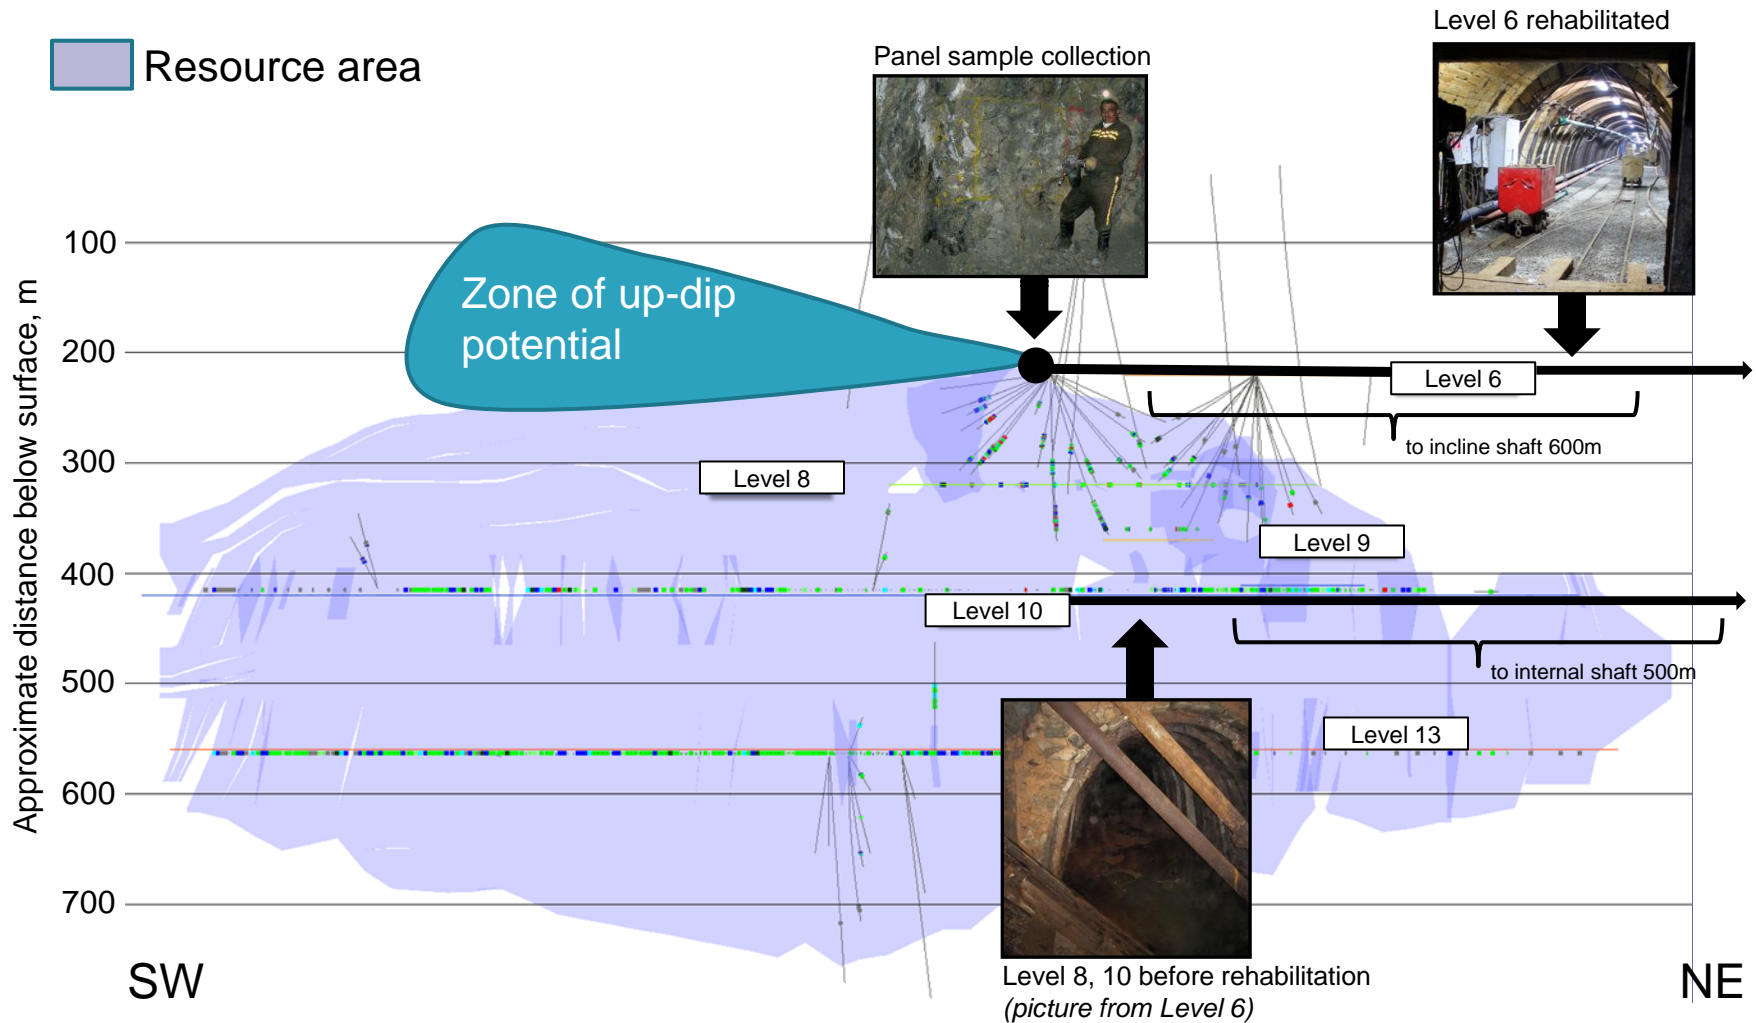 Level 6 rehabilitated
Panel sample collection
Resource area
100
Zone of up-dip
potential
200
Level 6
to incline shaft 600m
300
Level 8
Level 9
400
Level 10
500
to internal shaft 500m
Level 13
600
700
Approximate distance below surface, m
SW
NE
Level 8, 10 before rehabilitation
(picture from Level 6)